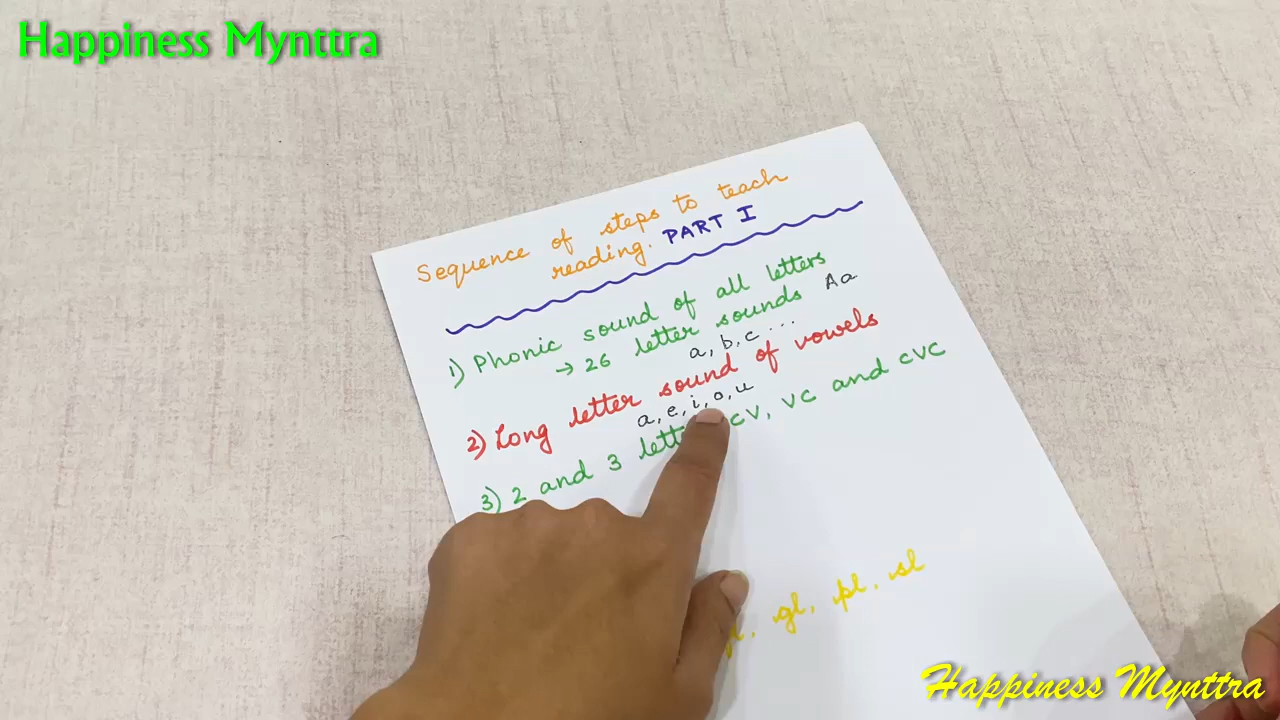 Happiness Mynttra
Sequence of steps to teach
reading. PART I
1) Phonic sound of all letters
→ 26 letter sounds Aa
a, b, c ...
2) Long letter sound of vowels
a, e, i, o, u
3) 2 and 3 CV, VC and CVC
gl, pl, sl
Happiness Mynttra